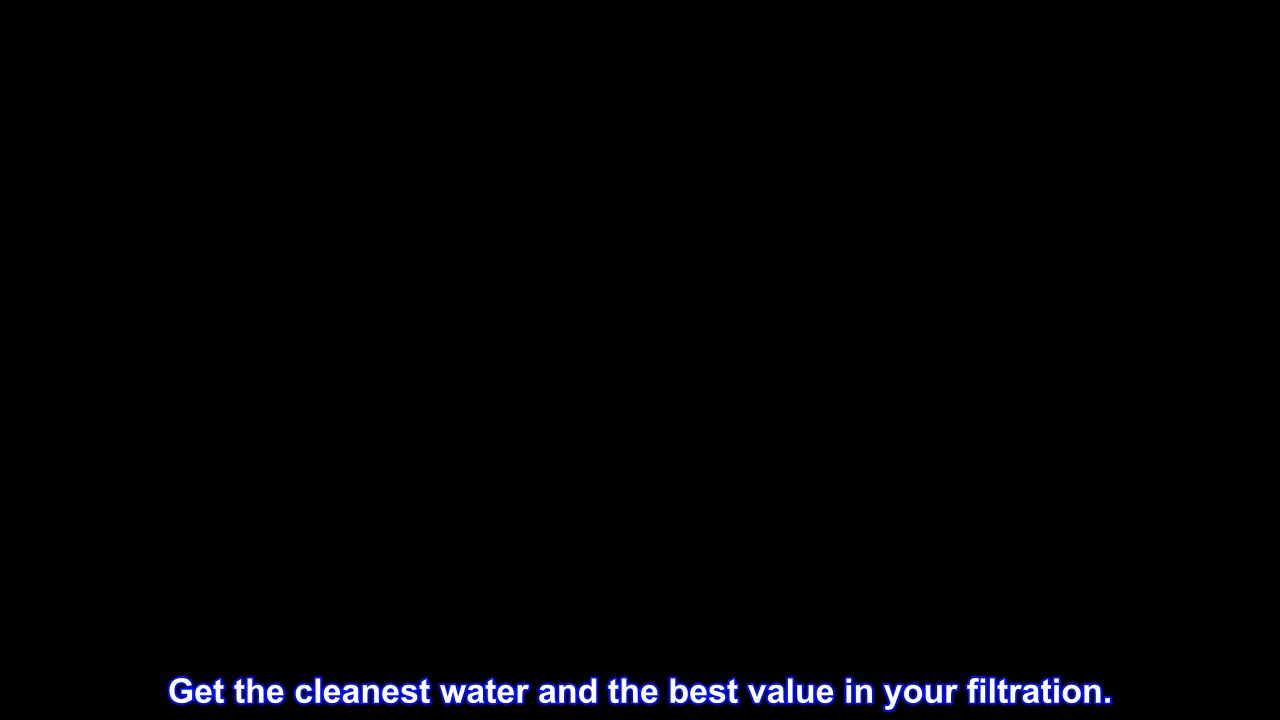 Get the cleanest water and the best value in your filtration.